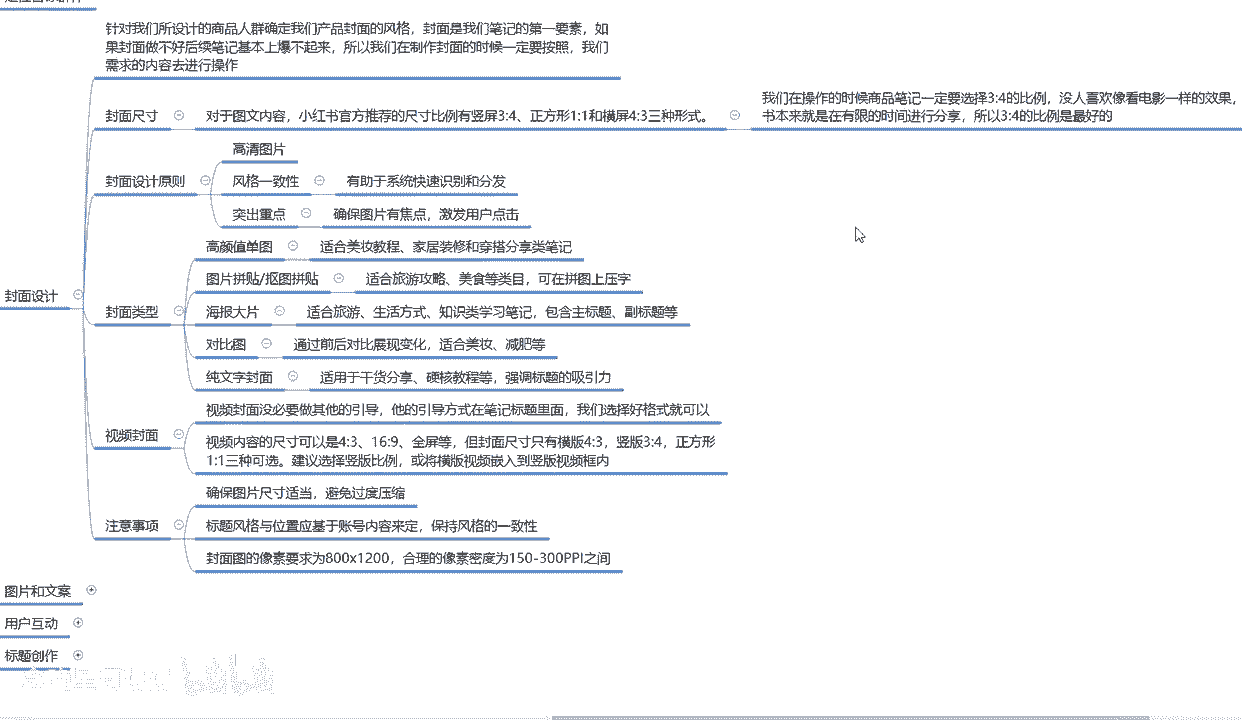 针对我们所设计的商品人群确定我们产品封面的风格，封面是我们笔记的第一要素，如
果封面做不好后续笔记基本上爆不起来，所以我们在制作封面的时候一定要按照，我们
需求的内容去进行操作
我们在操作的时候商品笔记一定要选择3:4的比例，没人喜欢像看电影一样的效果，
书本来就是在有限的时间进行分享，所以3:4的比例是最好的
封面尺寸
对于图文内容，小红书官方推荐的尺寸比例有竖屏3:4、正方形1:1和横屏4:3三种形式。
高清图片
封面设计原则
风格一致性
有助于系统快速识别和分发
突出重点
确保图片有焦点，激发用户点击
高颜值单图
适合美妆教程、家居装修和穿搭分享类笔记
图片拼贴/抠图拼贴
适合旅游攻略、美食等类目，可在拼图上压字
封面设计
封面类型
海报大片
适合旅游、生活方式、知识类学习笔记，包含主标题、副标题等
对比图
通过前后对比展现变化，适合美妆、减肥等
纯文字封面
适用于干货分享、硬核教程等，强调标题的吸引力
视频封面没必要做其他的引导，他的引导方式在笔记标题里面，我们选择好格式就可以
视频封面
视频内容的尺寸可以是4:3、16:9、全屏等，但封面尺寸只有横版4:3，竖版3:4，正方形
1:1三种可选。建议选择竖版比例，或将横版视频嵌入到竖版视频框内
确保图片尺寸适当，避免过度压缩
注意事项
标题风格与位置应基于账号内容来定，保持风格的一致性
封面图的像素要求为800x1200，合理的像素密度为150-300PPI之间
图片和文案
用户互动
标题创作